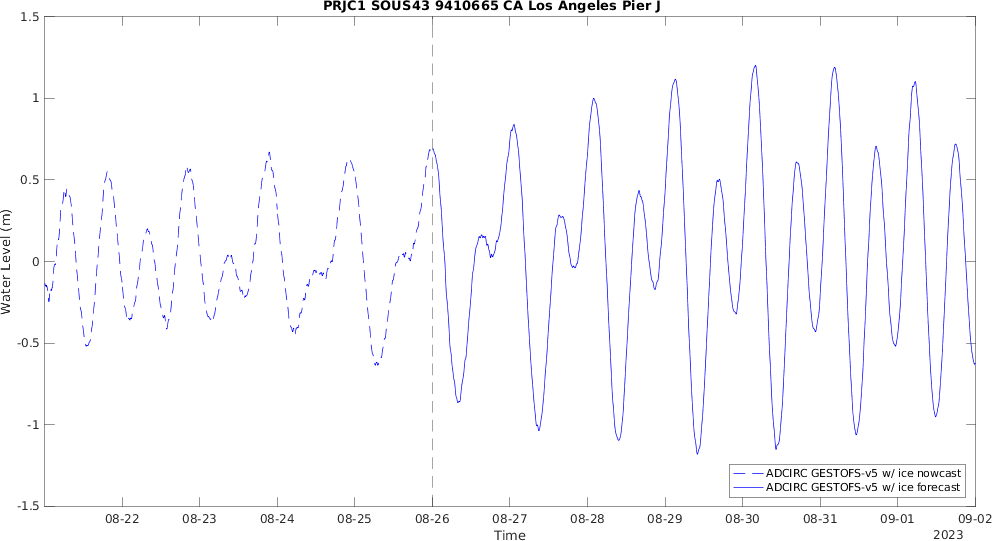 PRJC1 SOUS43 9410665 CA Los Angeles Pier J
1.5
1
0.5
0
-0.5
-1
-1.5
Water Level (m)
ADCIRC GESTOFS-v5 w/ ice nowcast
ADCIRC GESTOFS-v5 w/ ice forecast
08-22 08-23 08-24 08-25 08-26 08-27 08-28 08-29 08-30 08-31 09-01 09-02
Time
2023